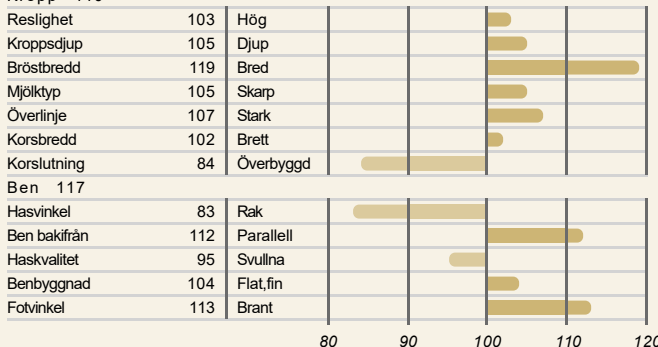 Reslighet 103 Hög
Kroppsdjup 105 Djup
Bröstbredd 119 Bred
Mjölktyp 105 Skarp
Överlinje 107 Stark
Korsbredd 102 Brett
Korslutning 84 Överbyggd
Ben 117
Hasvinkel 83 Rak
Ben bakifrån 112 Parallell
Haskvalitet 95 Svullna
Benbyggnad 104 Flat,fin
Fotvinkel 113 Brant
80 90 100 110 120